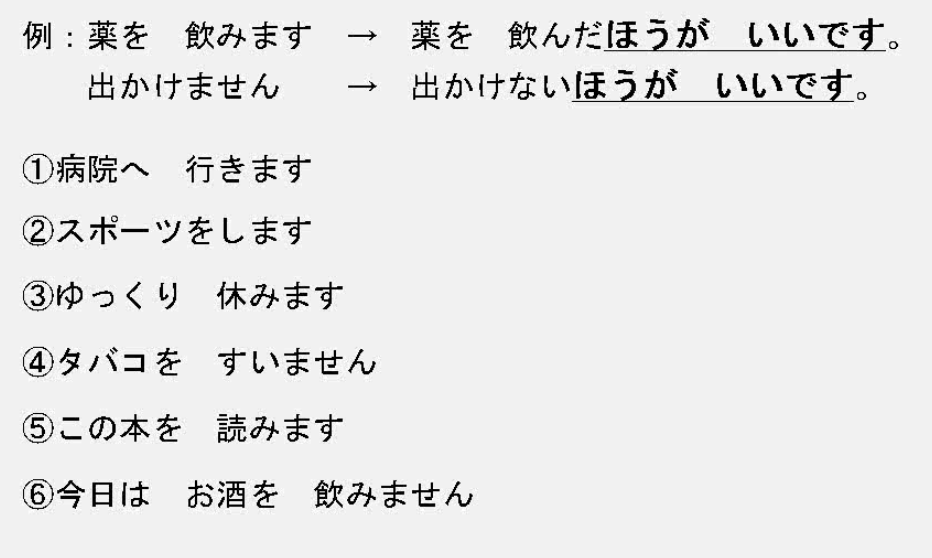 例：薬を　飲みます　→　薬を　飲んだほうが　いいです。
出かけません　→　出かけないほうが　いいです。
①病院へ　行きます
②スポーツをします
③ゆっくり　休みます
④タバコを　すいません
⑤この本を　読みます
⑥今日は　お酒を　飲みません